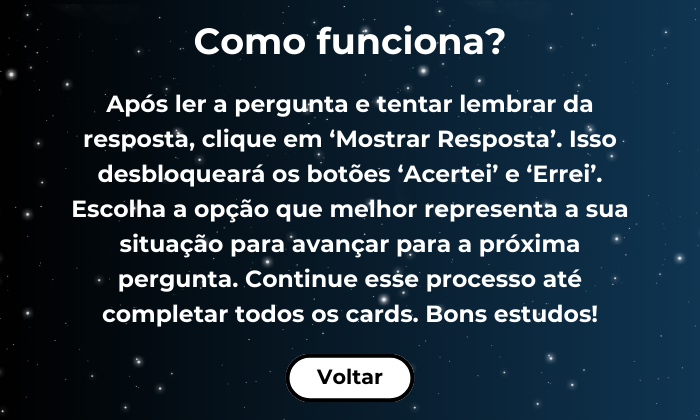 Como funciona?
Após ler a pergunta e tentar lembrar da
resposta, clique em ‘Mostrar Resposta’. Isso
desbloqueará os botões ‘Acertei’ e ‘Errei’.
Escolha a opção que melhor representa a sua
situação para avançar para a próxima
pergunta. Continue esse processo até
completar todos os cards. Bons estudos!
Voltar